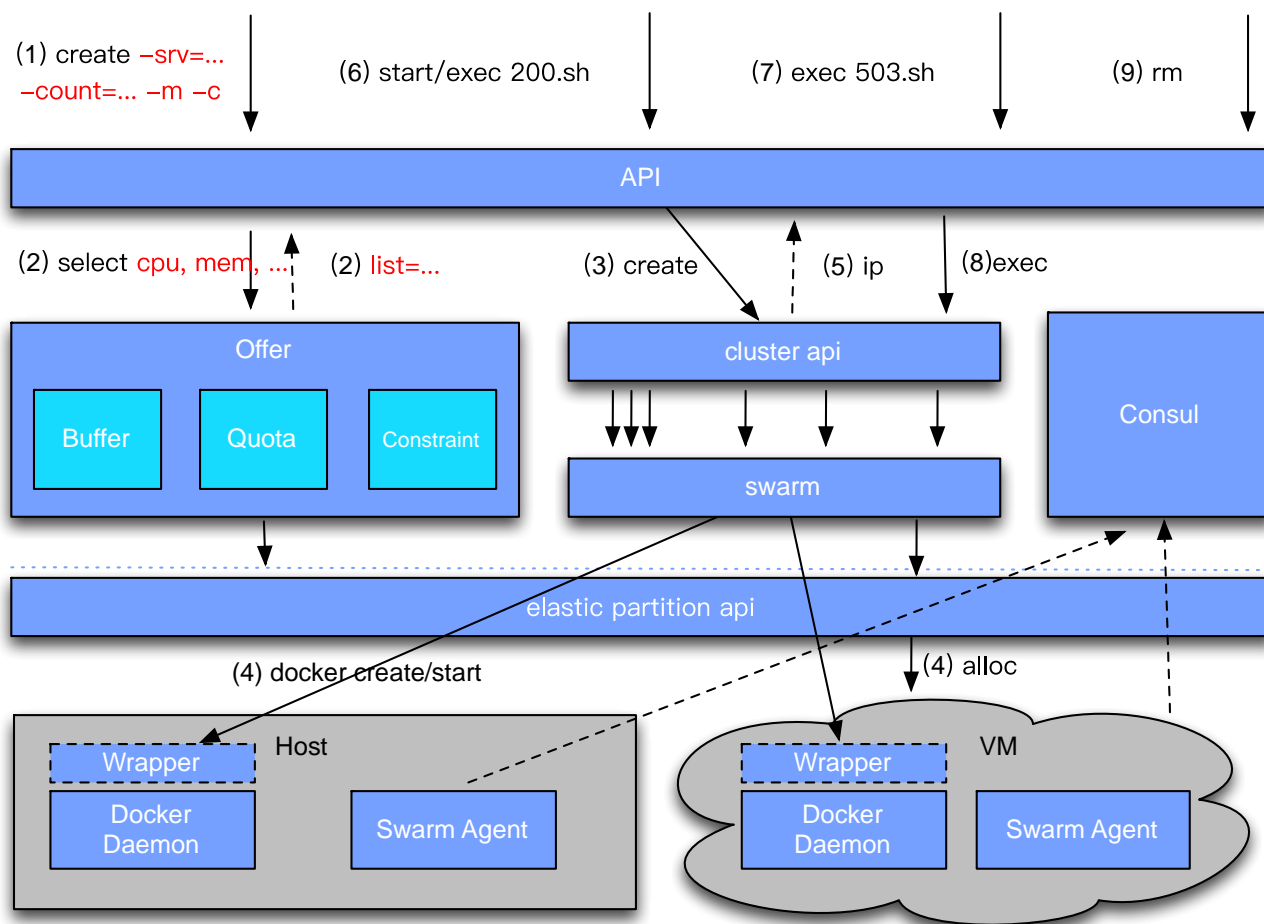 (1) create –srv=...
–count=... –m –c
(6) start/exec 200.sh
(7) exec 503.sh
(9) rm
API
(2) select cpu, mem, ...
(2) list=...
(3) create
(5) ip
(8)exec
Offer
Buffer
Quota
Constraint
cluster api
swarm
Consul
elastic partition api
(4) docker create/start
(4) alloc
Host
Wrapper
Docker
Daemon
Swarm Agent
VM
Wrapper
Docker
Daemon
Swarm Agent